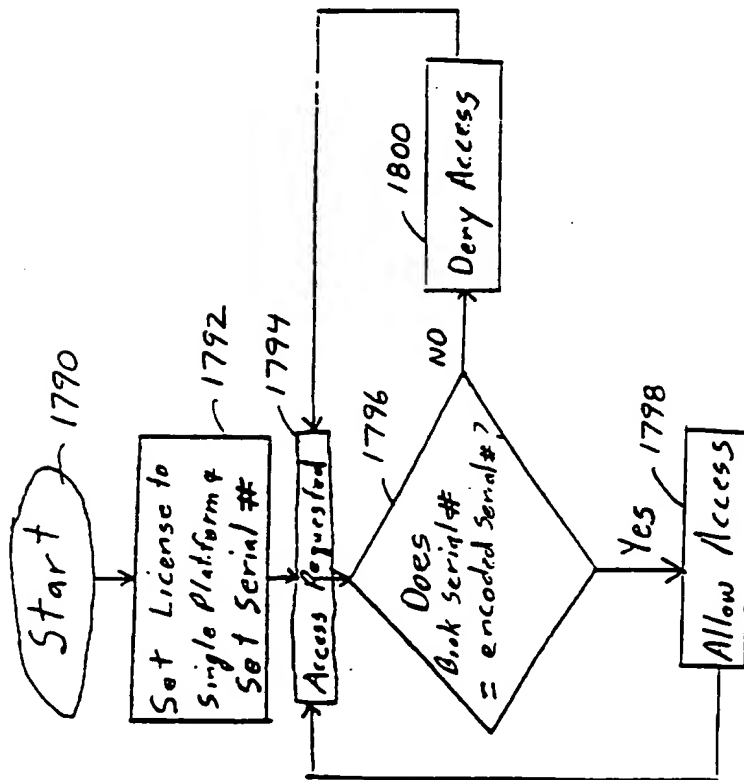 Start
1790
Set License to
Single Platform &
Set Serial #
1792
Access Requested
1794
Does
Book Serial #
= encoded Serial #?
1796
NO
Deny Access
1800
Yes
Allow Access
1798